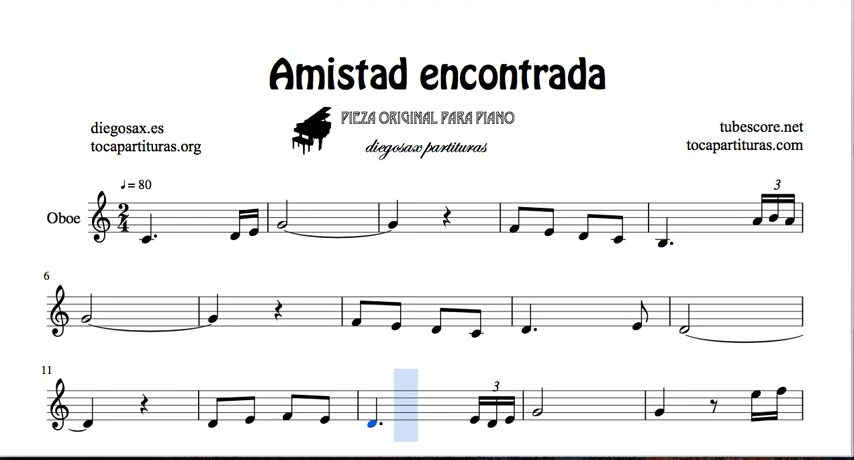 Amistad encontrada
PIEZA ORIGINAL PARA PIANO
diegosax.es
tubescore.net
tocapartituras.org
diegosax partituras
tocapartituras.com
♩ = 80
3
Oboe
2
4
6
11
3